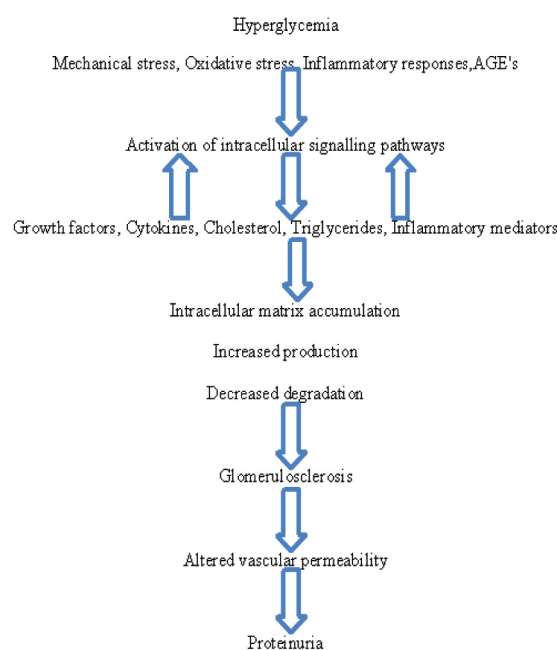 Hyperglycemia
Mechanical stress, Oxidative stress, Inflammatory responses,AGE's
Activation of intracellular signalling pathways
Growth factors, Cytokines, Cholesterol, Triglycerides, Inflammatory mediators
Intracellular matrix accumulation
Increased production
Decreased degradation
Glomerulosclerosis
Altered vascular permeability
Proteinuria